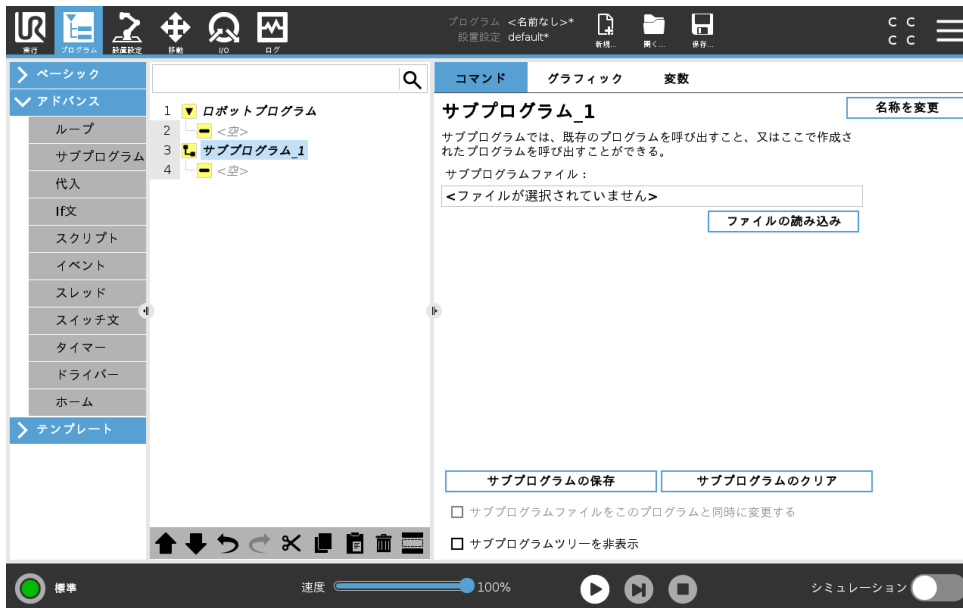 UR
実行
プログラム
設置設定
移動
I/O
ログ
プログラム <名前なし>*
設置設定 default*
新規...
開く...
保存...
C C
C C
ベーシック
アドバンス
ループ
サブプログラム
代入
If文
スクリプト
イベント
スレッド
スイッチ文
タイマー
ドライバー
ホーム
テンプレート
1 ロボットプログラム
2 <空>
3 サブプログラム_1
4 <空>
コマンド グラフィック 変数
サブプログラム_1
名称を変更
サブプログラムでは、既存のプログラムを呼び出すこと、又はここで作成さ
れたプログラムを呼び出すことができる。
サブプログラムファイル：
<ファイルが選択されていません>
ファイルの読み込み
サブプログラムの保存 サブプログラムのクリア
サブプログラムファイルをこのプログラムと同時に変更する
サブプログラムツリーを非表示
標準
速度 100%
シミュレーション